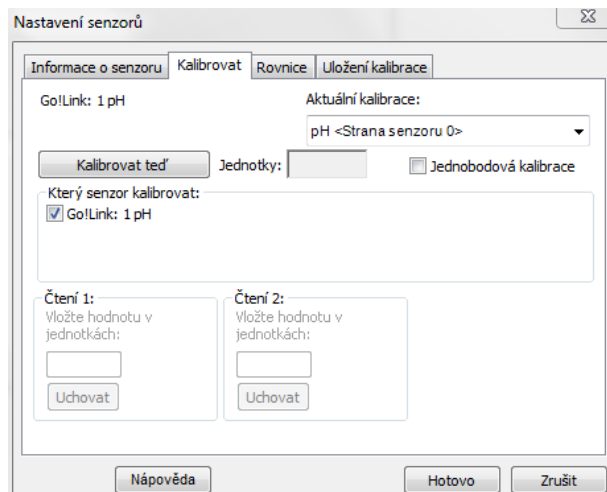 Nastavení senzorů
Informace o senzoru Kalibrovat Rovnice Uložení kalibrace
Go!Link: 1 pH
Aktuální kalibrace:
pH <Strana senzoru 0>
Kalibrovat teď Jednotky: Jednobodová kalibrace
Který senzor kalibrovat:
Go!Link: 1 pH
Čtení 1:
Vložte hodnotu v
jednotkách:
Uchovat
Čtení 2:
Vložte hodnotu v
jednotkách:
Uchovat
Nápověda Hotovo Zrušit